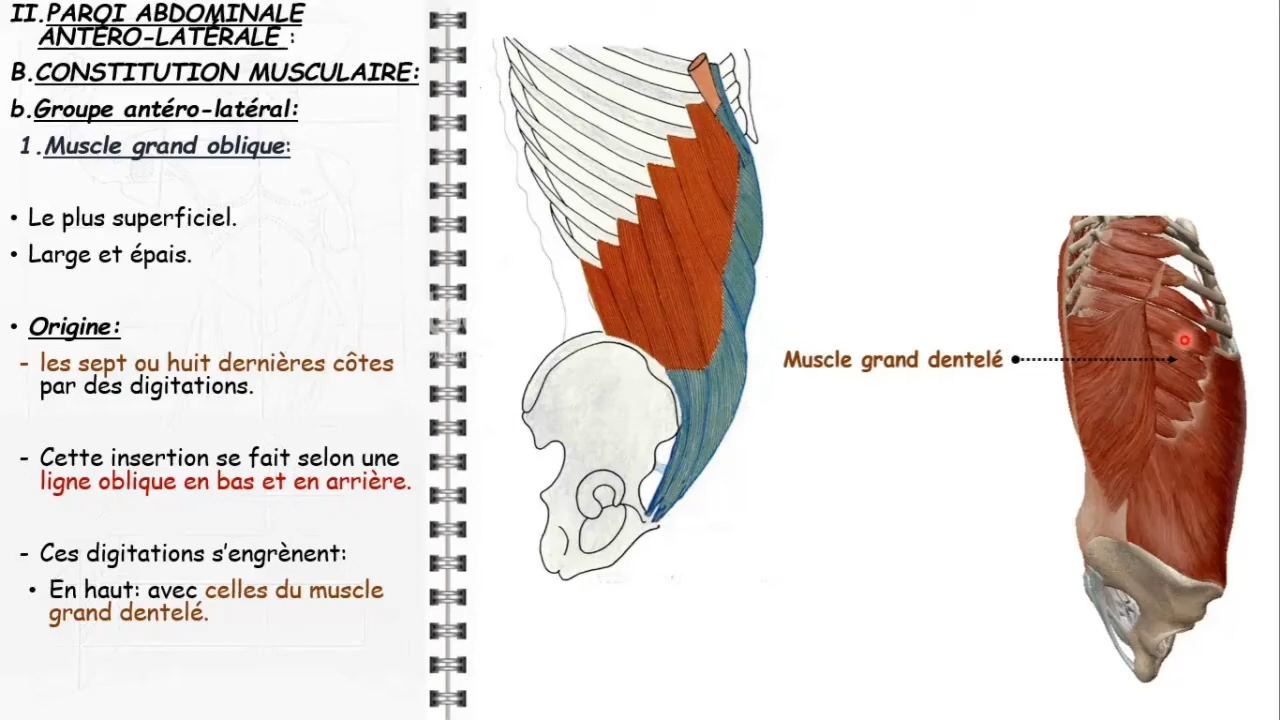 II.PAROI ABDOMINALE
ANTÉRO-LATÉRALE :
B.CONSTITUTION MUSCULAIRE:
b.Groupe antéro-latéral:
1.Muscle grand oblique:
• Le plus superficiel.
• Large et épais.
• Origine:
- les sept ou huit dernières côtes
par des digitations.
- Cette insertion se fait selon une
ligne oblique en bas et en arrière.
- Ces digitations s'engrènent:
• En haut: avec celles du muscle
grand dentelé.
Muscle grand dentelé